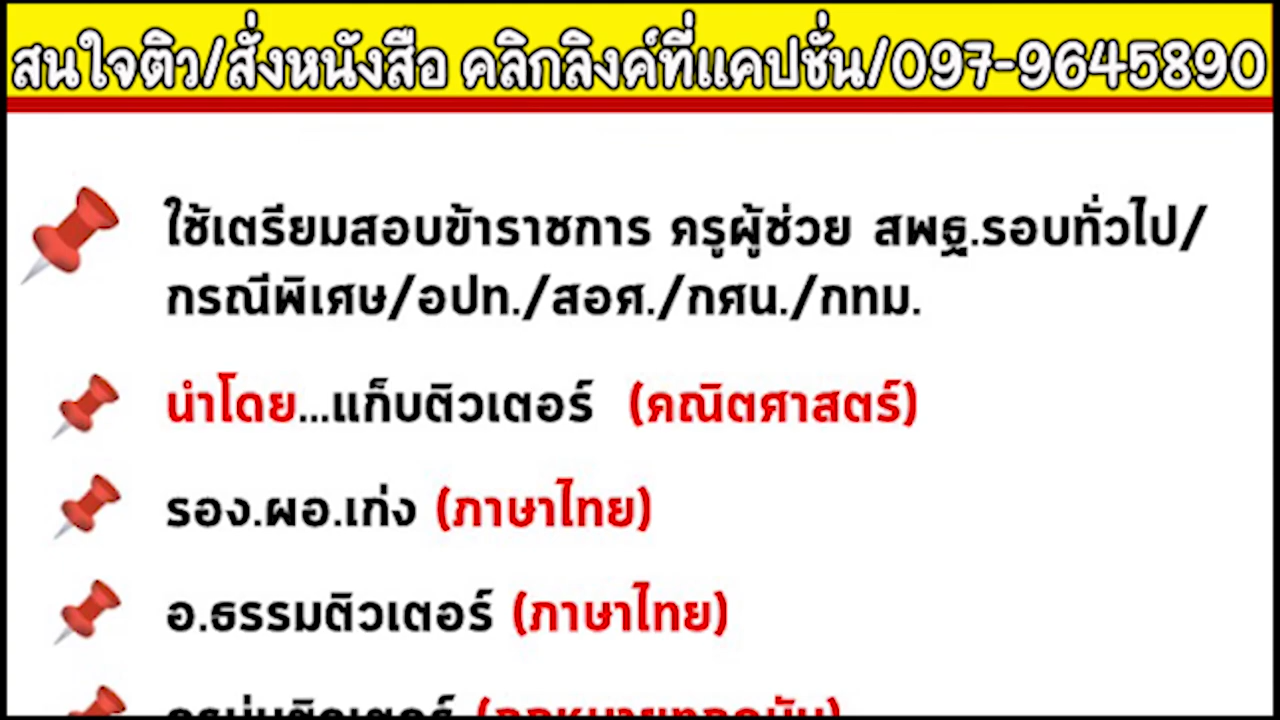 สนใจติว/สั่งหนังสือ คลิกลิงค์ที่แคปชั่น/097-9645890
ใช้เตรียมสอบข้าราชการ ครูผู้ช่วย สพฐ.รอบทั่วไป/
กรณีพิเศษ/อปท./สอศ./กศน./กทม.
นำโดย...แก็บติวเตอร์ (คณิตศาสตร์)
รอง.ผอ.เก่ง (ภาษาไทย)
อ.ธรรมติวเตอร์ (ภาษาไทย)